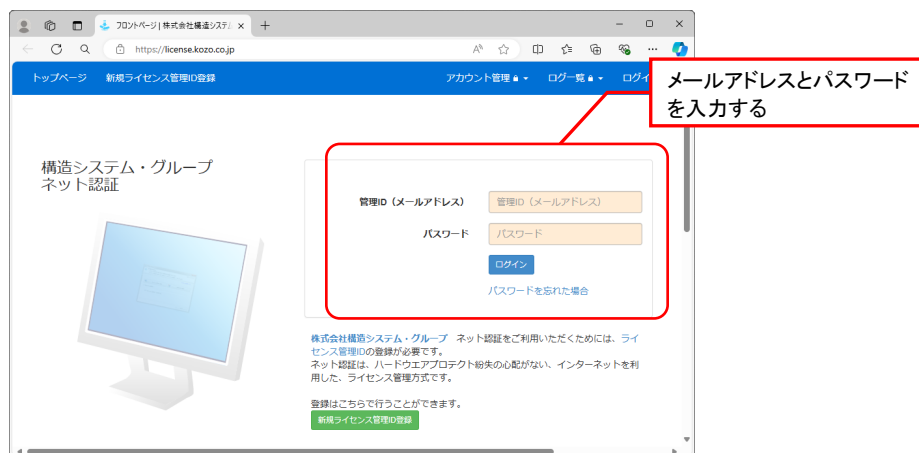 フロントページ | 株式会社構造システ
https://license.kozo.co.jp
トップページ 新規ライセンス管理ID登録 アカウント管理 ログ一覧 ログイ
メールアドレスとパスワード
を入力する
構造システム・グループ
ネット認証
管理ID（メールアドレス） 管理ID（メールアドレス）
パスワード パスワード
ログイン
パスワードを忘れた場合
株式会社構造システム・グループ ネット認証をご利用いただくためには、ライ
センス管理IDの登録が必要です。
ネット認証は、ハードウエアプロテクト紛失の心配がない、インターネットを利
用した、ライセンス管理方式です。
登録はこちらで行うことができます。
新規ライセンス管理ID登録